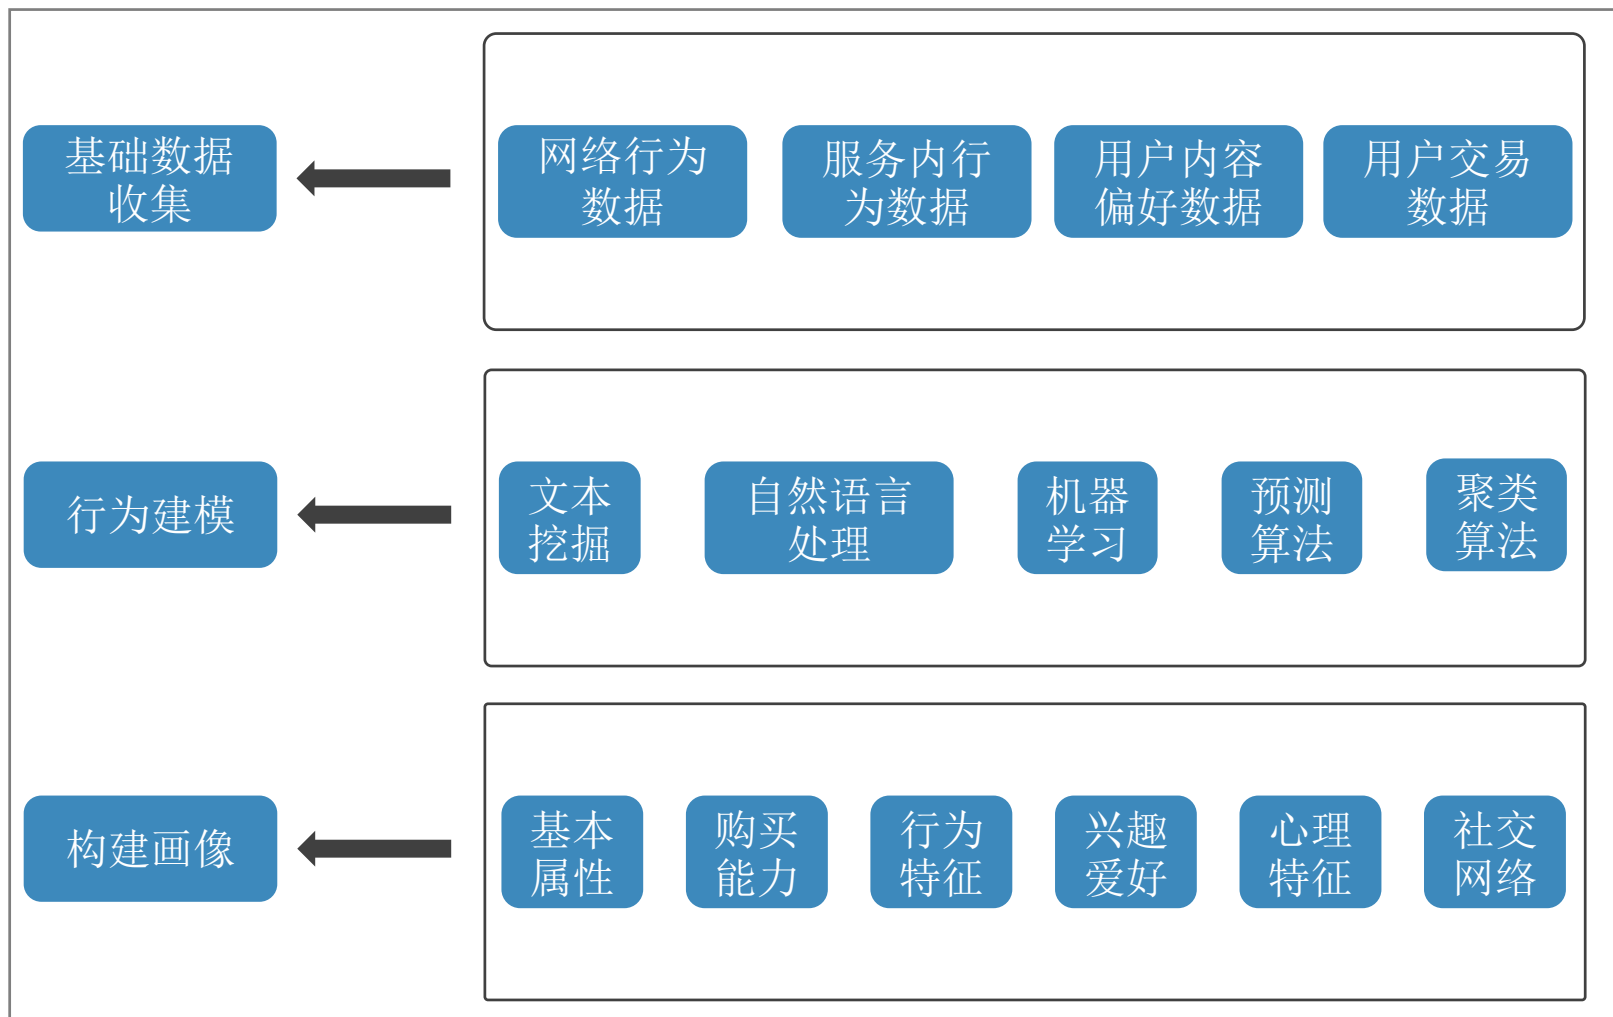 基础数据
收集
网络行为
数据
服务内行
为数据
用户内容
偏好数据
用户交易
数据
行为建模
文本
挖掘
自然语言
处理
机器
学习
预测
算法
聚类
算法
构建画像
基本
属性
购买
能力
行为
特征
兴趣
爱好
心理
特征
社交
网络